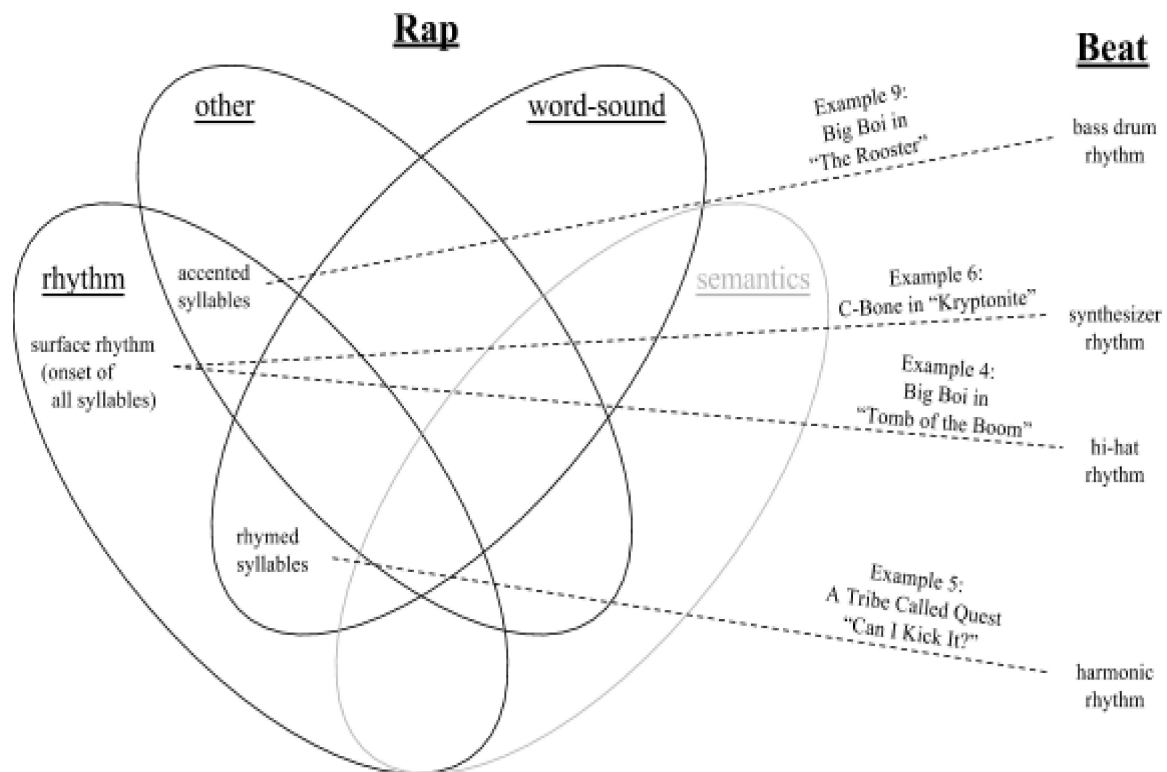 Rap
Beat
other
word-sound
rhythm
semantics
accented
syllables
surface rhythm
(onset of
all syllables)
rhymed
syllables
Example 9:
Big Boi in
“The Rooster”
bass drum
rhythm
Example 6:
C-Bone in “Kryptonite”
synthesizer
rhythm
Example 4:
Big Boi in
“Tomb of the Boom”
hi-hat
rhythm
Example 5:
A Tribe Called Quest
“Can I Kick It?”
harmonic
rhythm